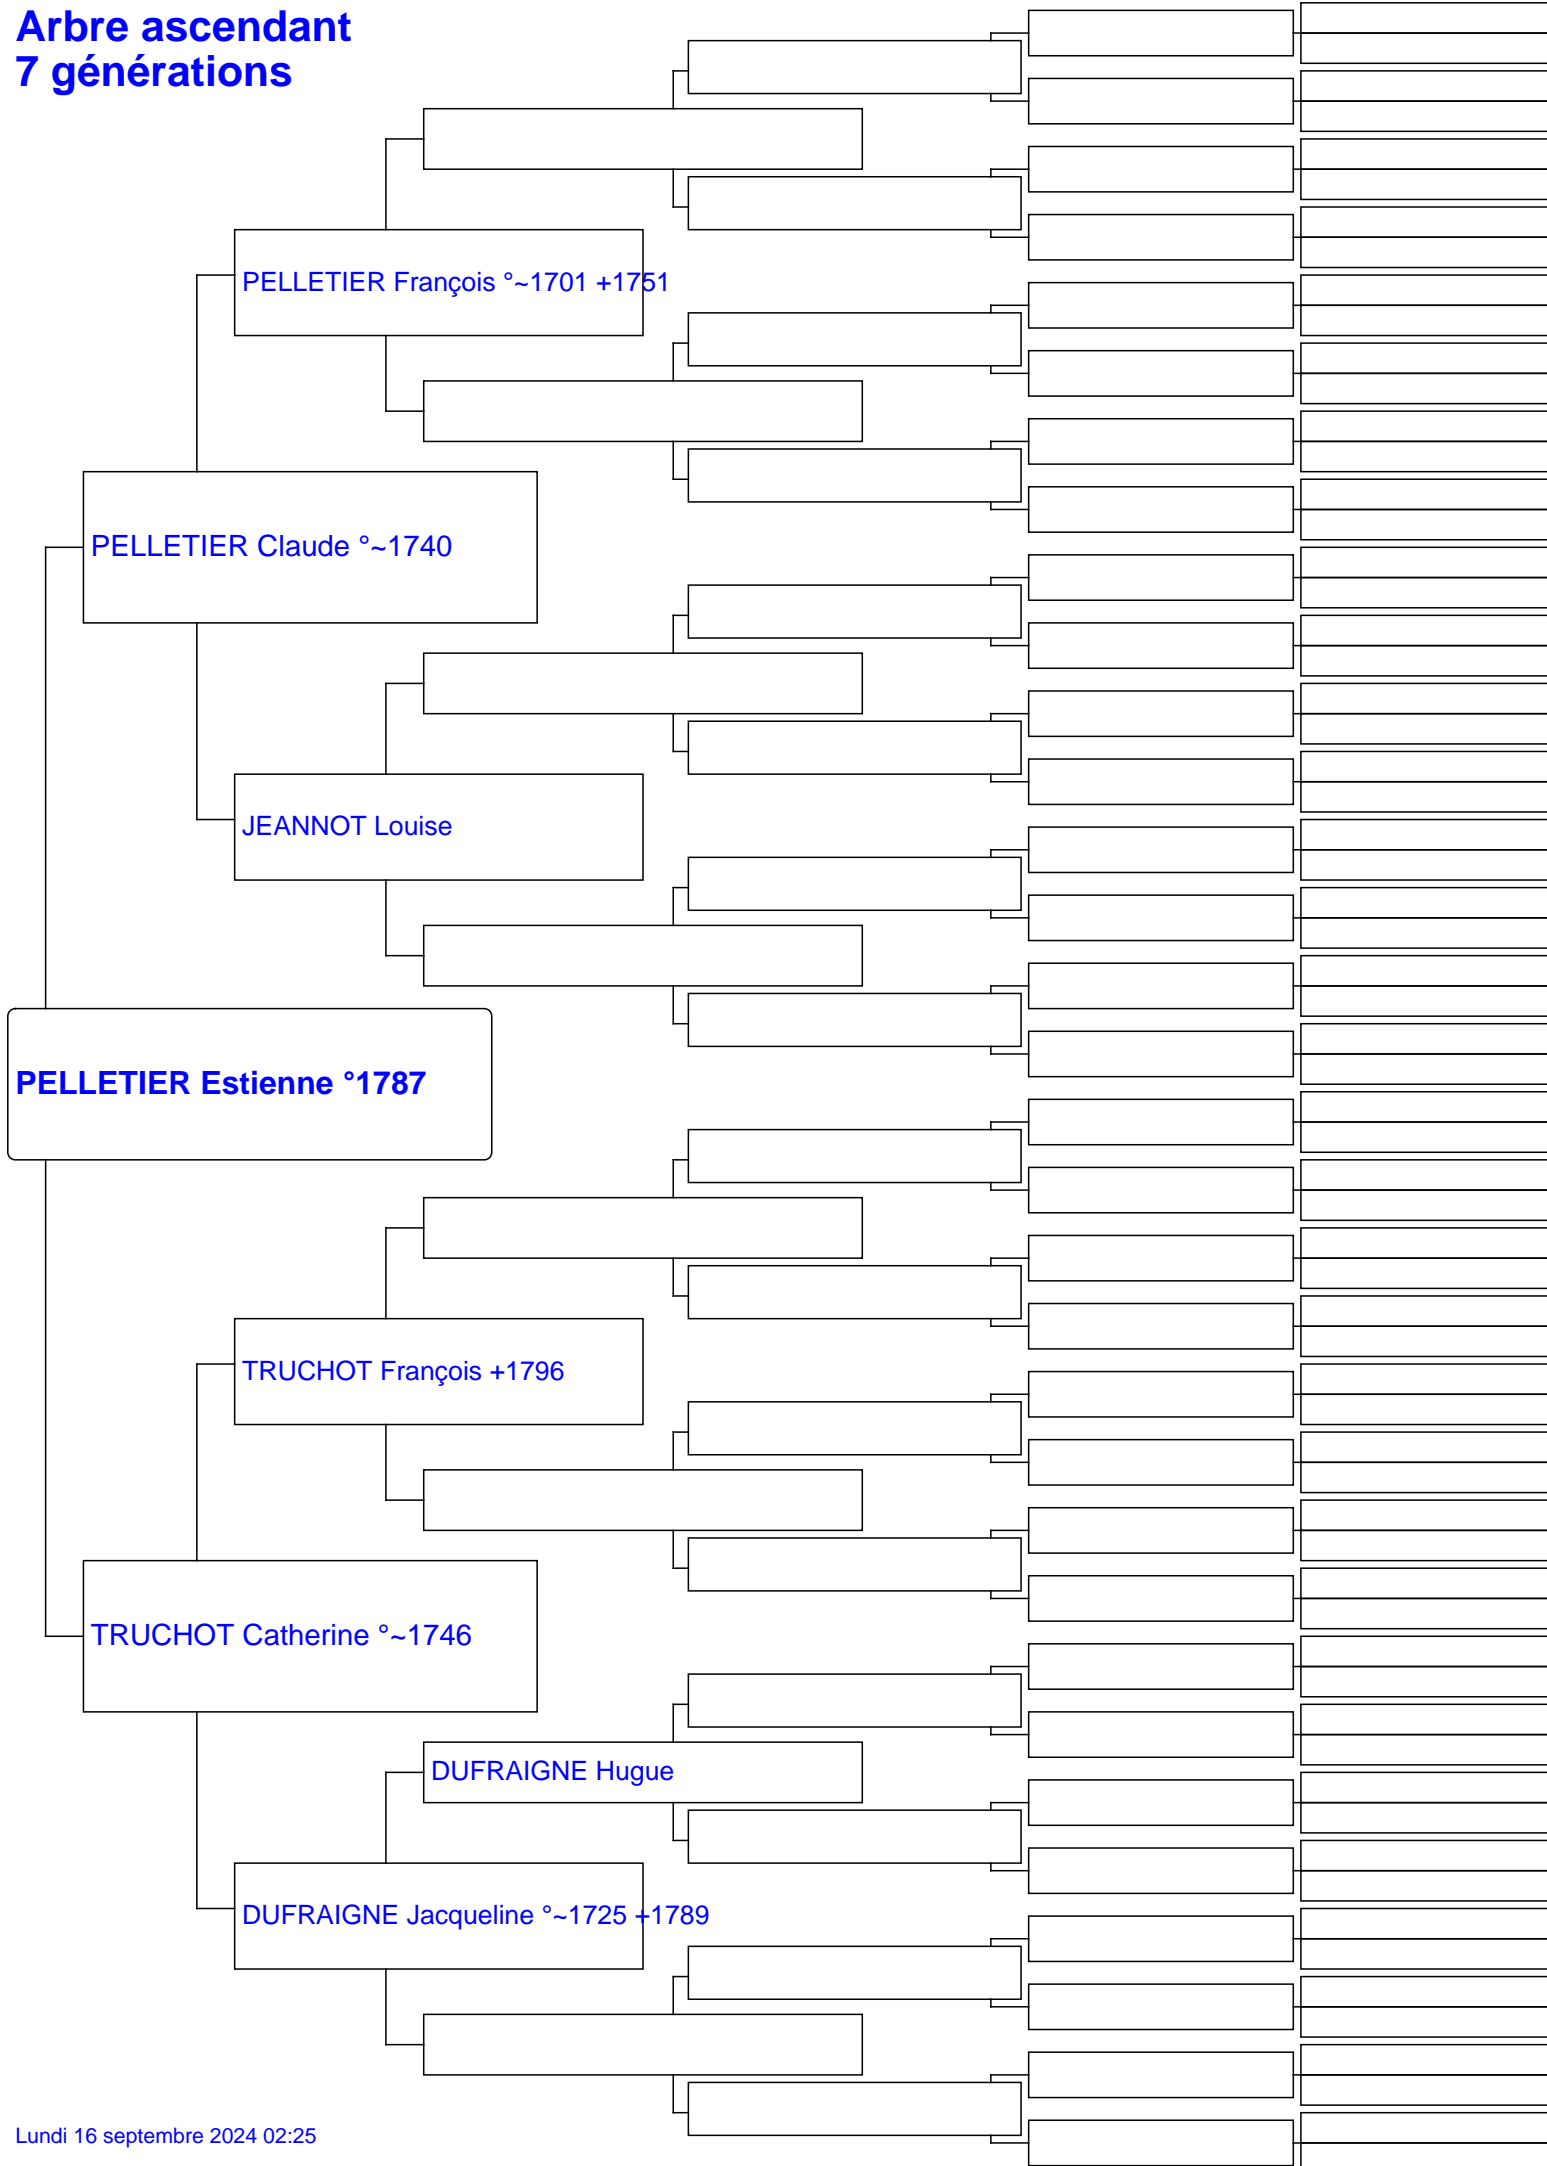 Arbre ascendant
7 générations
PELLETIER François °~1701 +1751
PELLETIER Claude °~1740
JEANNOT Louise
PELLETIER Estienne °1787
TRUCHOT François +1796
TRUCHOT Catherine °~1746
DUFRAIGNE Hugue
DUFRAIGNE Jacqueline °~1725 +1789
Lundi 16 septembre 2024 02:25